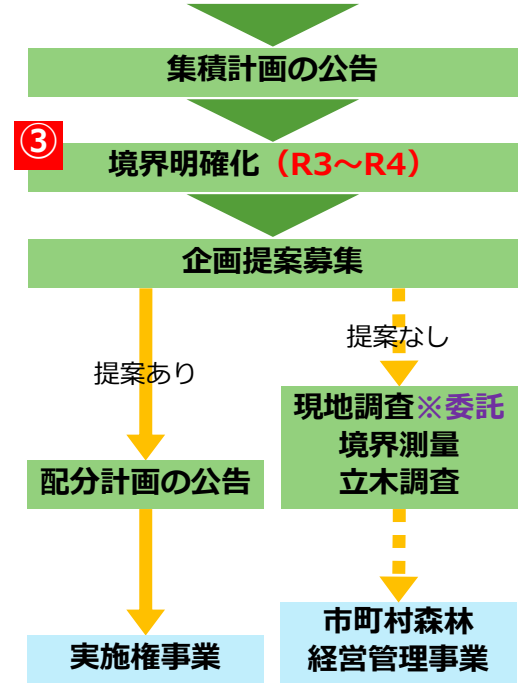 集積計画の公告
③
境界明確化（R3～R4）
企画提案募集
提案あり
提案なし
現地調査※委託
境界測量
立木調査
配分計画の公告
実施権事業
市町村森林
経営管理事業